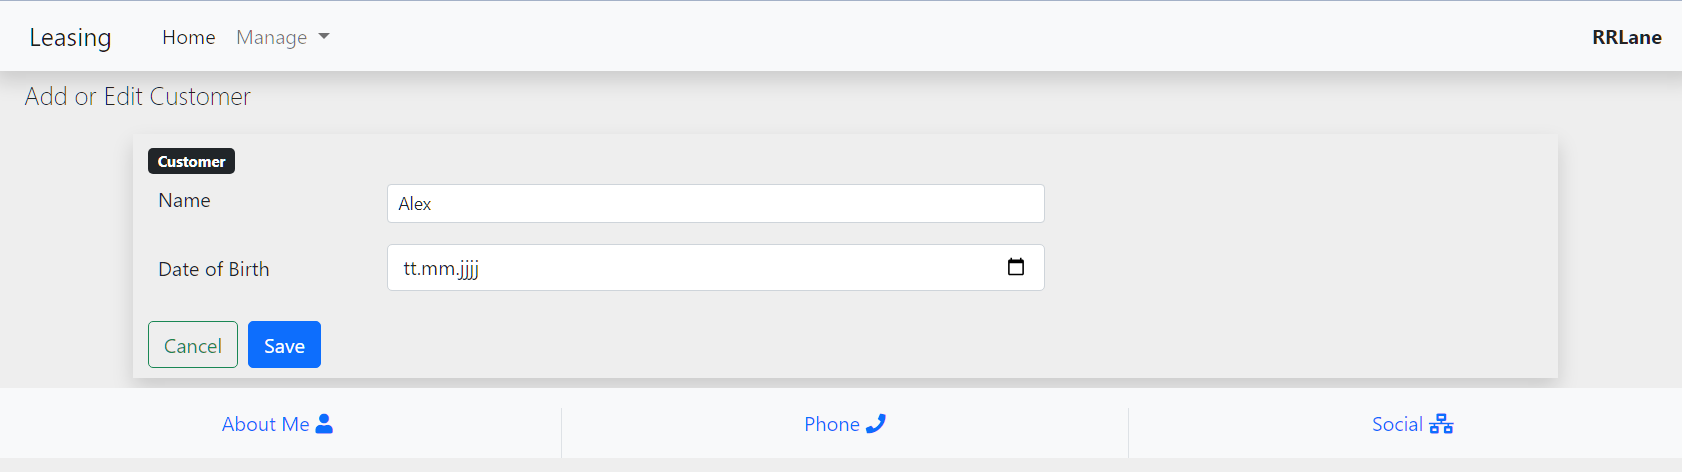 Leasing Home Manage RRLane
Add or Edit Customer
Customer
Name Alex
Date of Birth tt.mm.jjjj
Cancel Save
About Me Phone Social